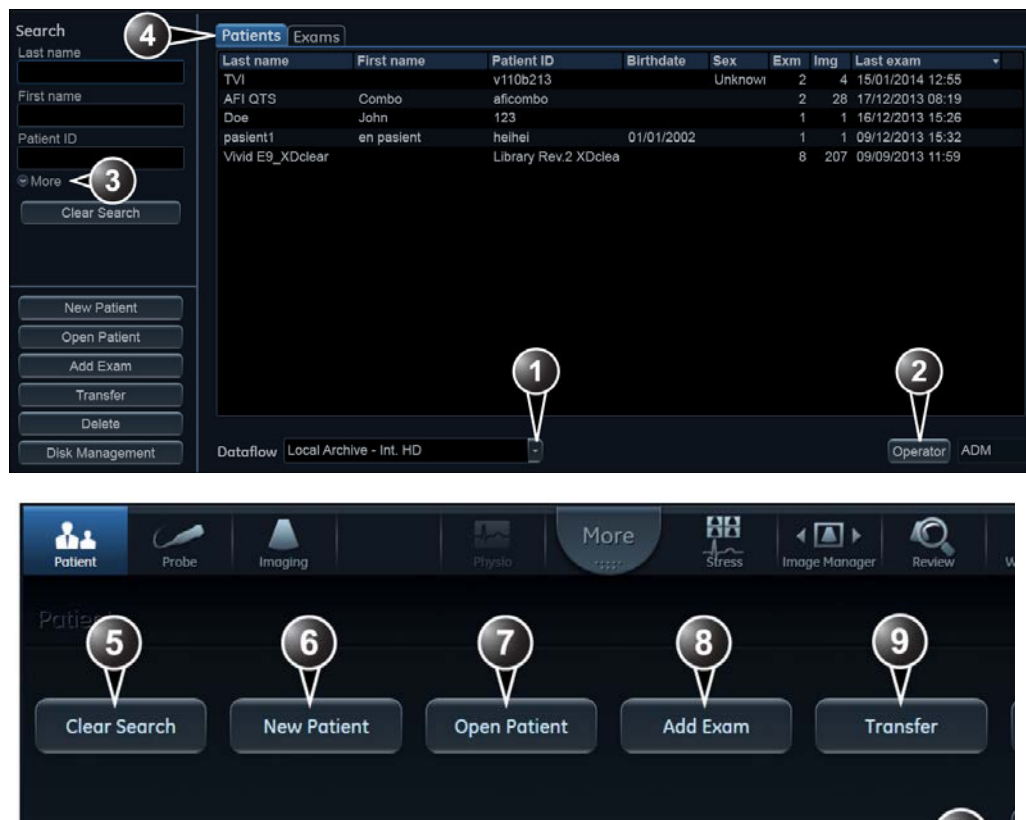 Search
Last name
First name
Patient ID
More
Clear Search
New Patient
Open Patient
Add Exam
Transfer
Delete
Disk Management
4
3
Patients Exams
Last name First name Patient ID Birthdate Sex Exm Img Last exam
TVI v110b213 Unknow 2 4 15/01/2014 12:55
AFI QTS Combo aficombo 2 28 17/12/2013 08:19
Doe John 123 1 1 16/12/2013 15:26
pasient1 en pasient heihei 01/01/2002 1 1 09/12/2013 15:32
Vivid E9_XDclear Library Rev.2 XDclea 8 207 09/09/2013 11:59
1 2
Dataflow Local Archive - Int. HD Operator ADM
Patient Probe Imaging Physio More Stress Image Manager Review W
5 6 7 8 9
Clear Search New Patient Open Patient Add Exam Transfer